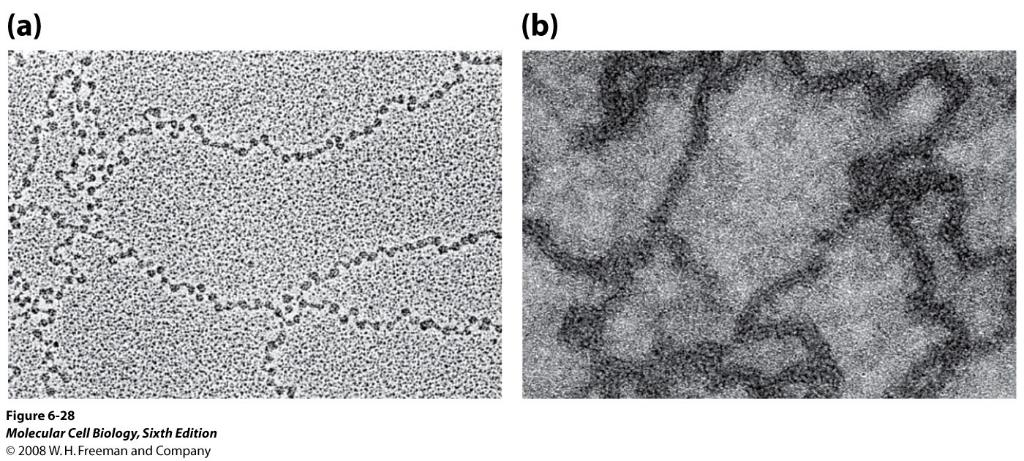 (a)
(b)
Figure 6-28
Molecular Cell Biology, Sixth Edition
© 2008 W. H. Freeman and Company